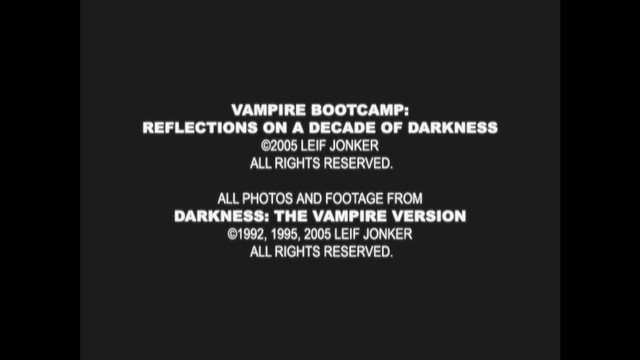 VAMPIRE BOOTCAMP:
REFLECTIONS ON A DECADE OF DARKNESS
©2005 LEIF JONKER
ALL RIGHTS RESERVED.
ALL PHOTOS AND FOOTAGE FROM
DARKNESS: THE VAMPIRE VERSION
©1992, 1995, 2005 LEIF JONKER
ALL RIGHTS RESERVED.